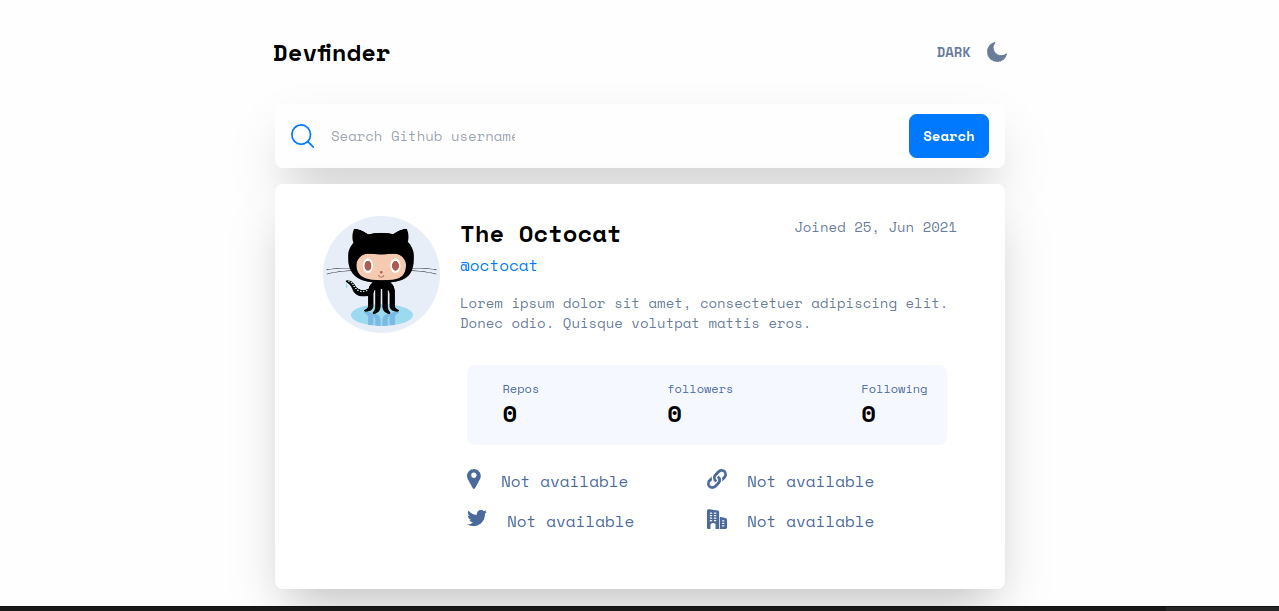 Devfinder
DARK
Search Github username
Search
The Octocat
Joined 25, Jun 2021
@octocat
Lorem ipsum dolor sit amet, consectetuer adipiscing elit.
Donec odio. Quisque volutpat mattis eros.
Repos followers Following
0 0 0
Not available Not available
Not available Not available